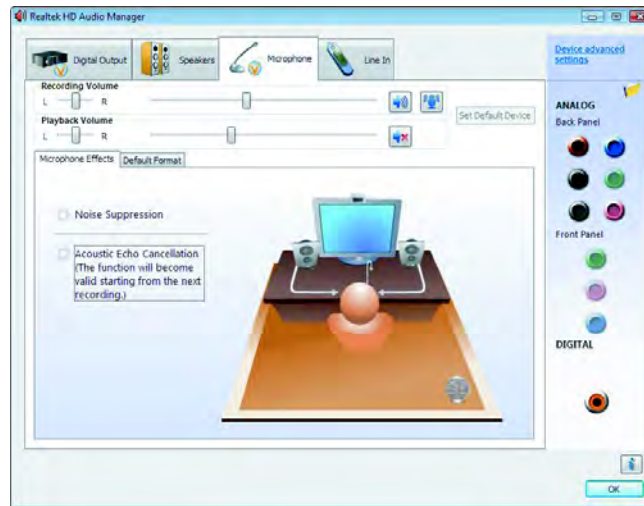 Realtek HD Audio Manager
Digital Output
Speakers
Microphone
Line In
Device advanced
settings
Recording Volume
L
R
Set Default Device
Playback Volume
L
R
Microphone Effects
Default Format
Noise Suppression
Acoustic Echo Cancellation
(The function will become
valid starting from the next
recording.)
ANALOG
Back Panel
Front Panel
DIGITAL
i
OK